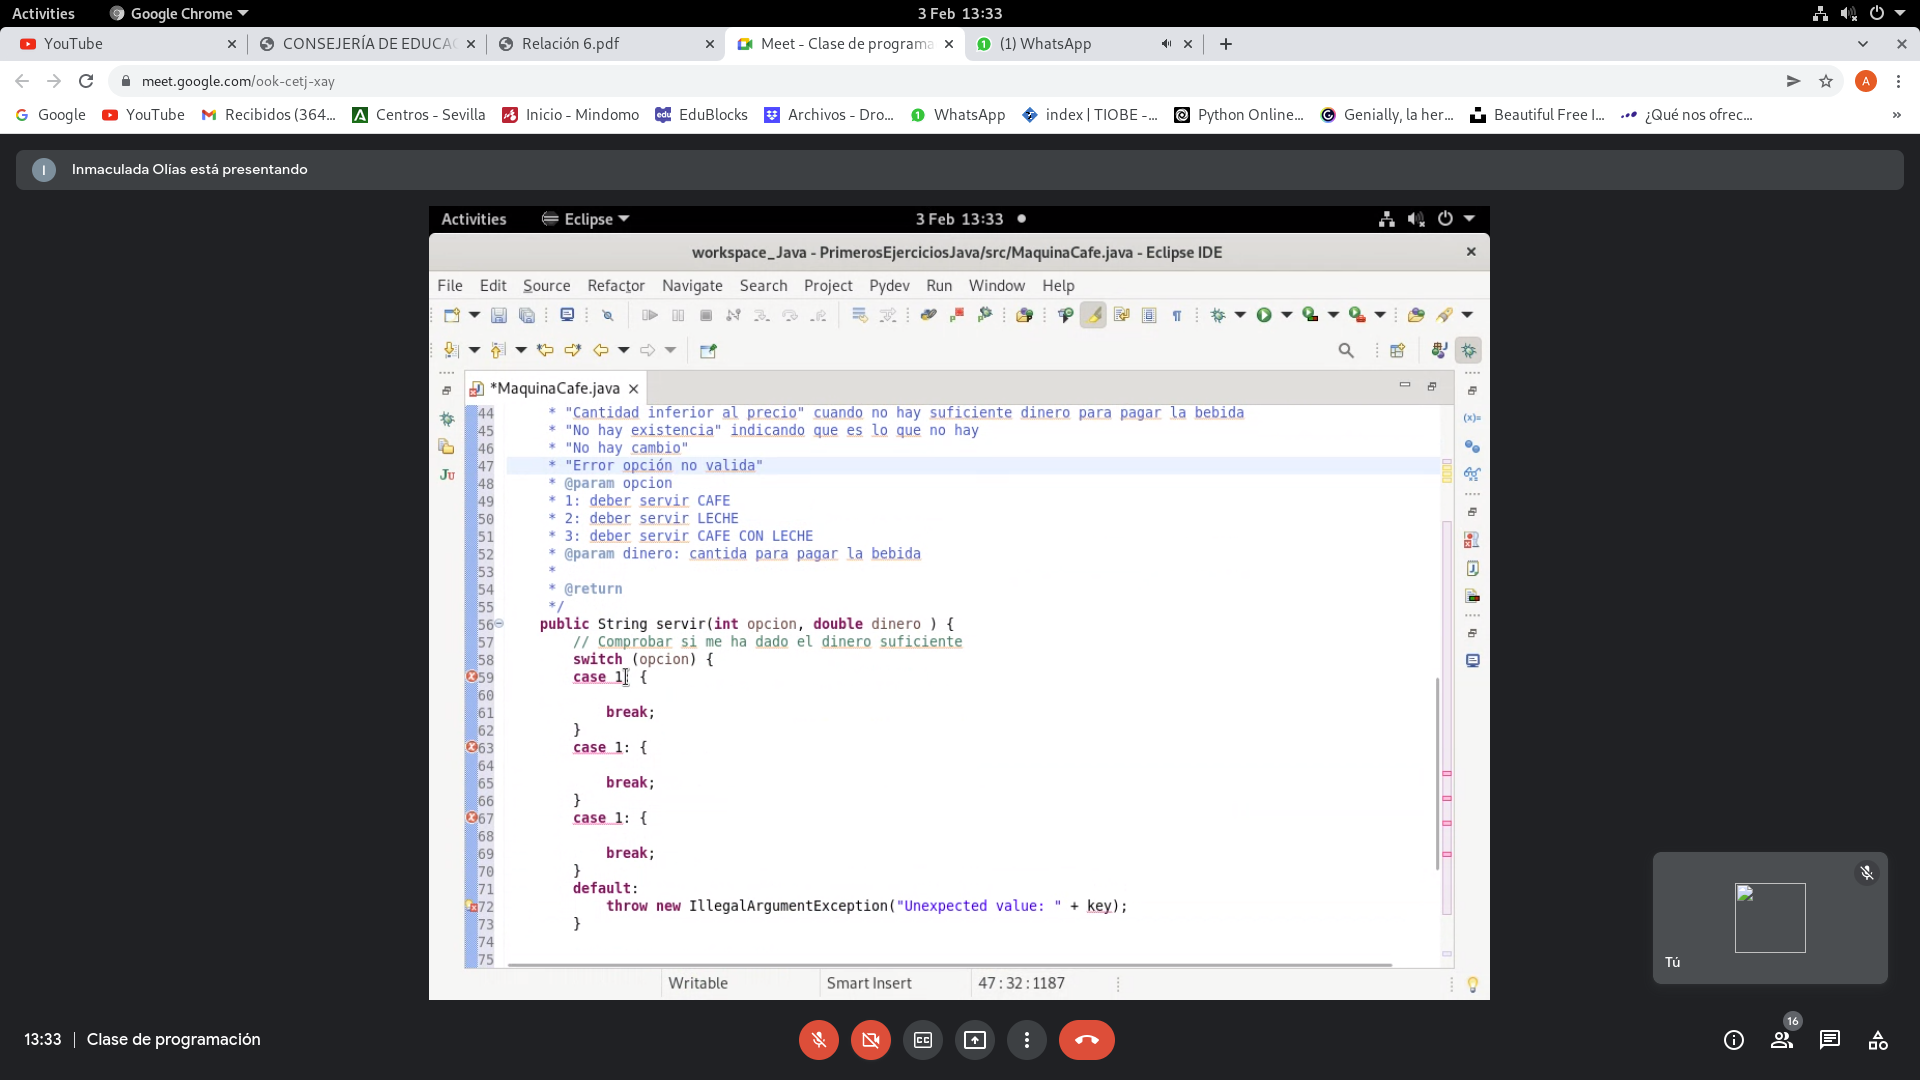 Activities Google Chrome 3 Feb 13:33
YouTube CONSEJERÍA DE EDUCAC Relación 6.pdf Meet - Clase de programa (1) WhatsApp
meet.google.com/ook-cetj-xay A
Google YouTube Recibidos (364... Centros - Sevilla Inicio - Mindomo EduBlocks Archivos - Dro... WhatsApp index | TIOBE -... Python Online... Genially, la her... Beautiful Free I... ¿Qué nos ofrec... »
I Inmaculada Olías está presentando
Activities Eclipse 3 Feb 13:33
workspace_Java - PrimerosEjerciciosJava/src/MaquinaCafe.java - Eclipse IDE
File Edit Source Refactor Navigate Search Project Pydev Run Window Help
*MaquinaCafe.java
44 * "Cantidad inferior al precio" cuando no hay suficiente dinero para pagar la bebida
45 * "No hay existencia" indicando que es lo que no hay
46 * "No hay cambio"
47 * "Error opción no valida"
48 * @param opcion
49 * 1: deber servir CAFE
50 * 2: deber servir LECHE
51 * 3: deber servir CAFE CON LECHE
52 * @param dinero: cantida para pagar la bebida
53 *
54 * @return
55 */
56 public String servir(int opcion, double dinero ) {
57 // Comprobar si me ha dado el dinero suficiente
58 switch (opcion) {
59 case 1: {
60
61 break;
62 }
63 case 1: {
64
65 break;
66 }
67 case 1: {
68
69 break;
70 }
71 default:
72 throw new IllegalArgumentException("Unexpected value: " + key);
73 }
74
75
Writable Smart Insert 47 : 32 : 1187
Tú
13:33 | Clase de programación
16